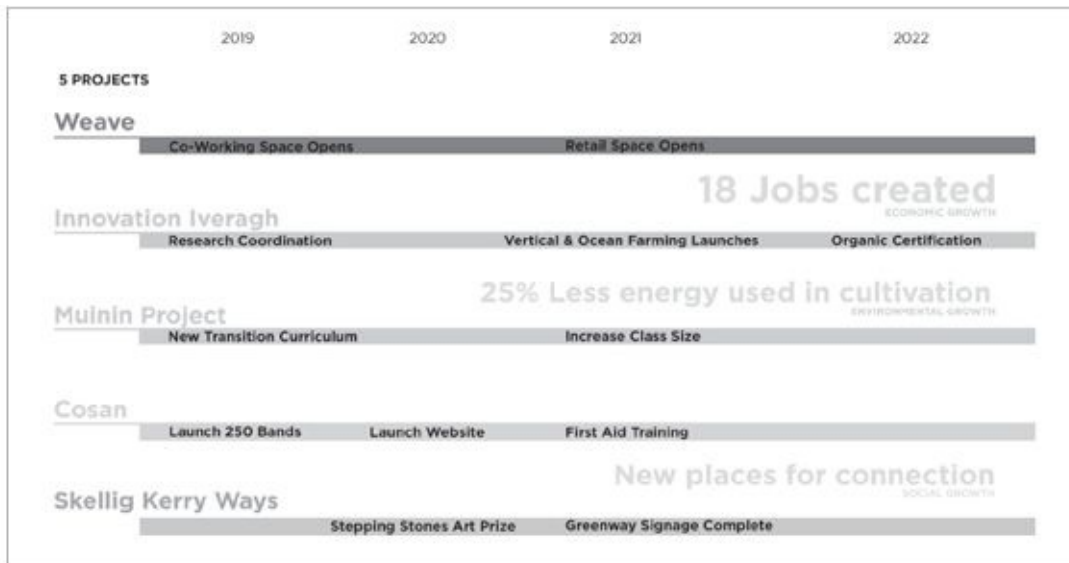 2019 2020 2021 2022
5 PROJECTS
Weave
Co-Working Space Opens Retail Space Opens
18 Jobs created
ECONOMIC GROWTH
Innovation Iveragh
Research Coordination Vertical & Ocean Farming Launches Organic Certification
25% Less energy used in cultivation
ENVIRONMENTAL GROWTH
Muinin Project
New Transition Curriculum Increase Class Size
Cosan
Launch 250 Bands Launch Website First Aid Training
New places for connection
SOCIAL GROWTH
Skellig Kerry Ways
Stepping Stones Art Prize Greenway Signage Complete